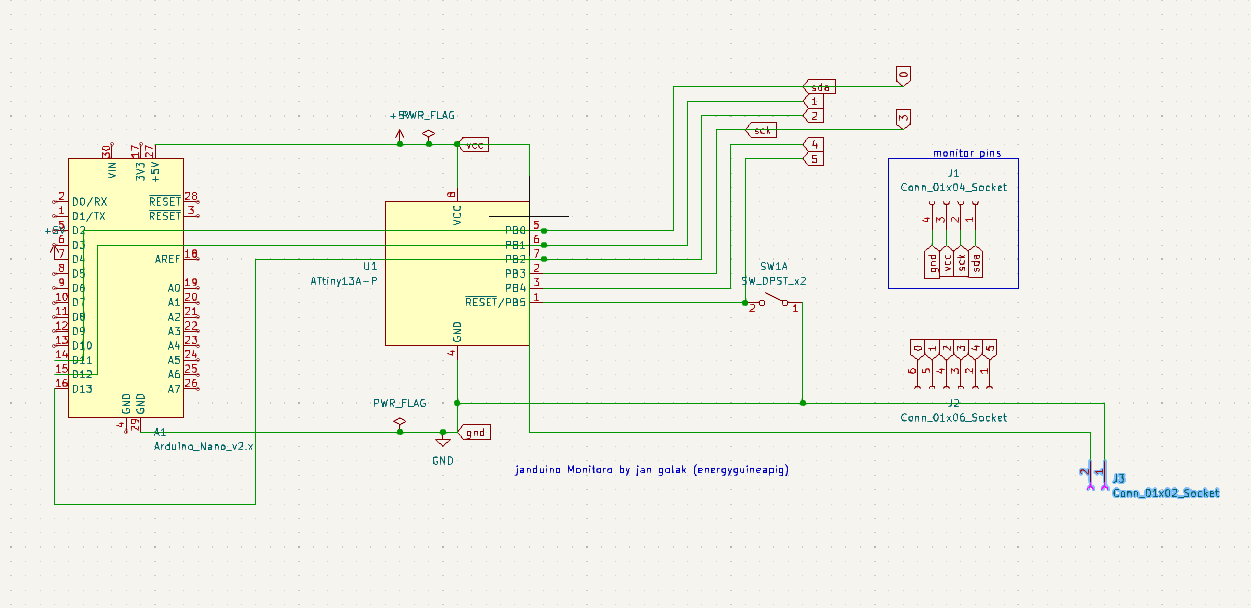 0
sda
1
2
3
sck
4
5
PWR_FLAG
vcc
30
17
27
VIN
3V3
+5V
2
D0/RX
RESET
28
1
D1/TX
RESET
3
5
D2
6
D3
7
D4
AREF
18
8
D5
9
D6
A0
19
10
D7
A1
20
11
D8
A2
21
12
D9
A3
22
13
D10
A4
23
14
D11
A5
24
15
D12
A6
25
16
D13
A7
26
GND
GND
4
29
A1
Arduino_Nano_v2.x
8
VCC
PB0
5
PB1
6
PB2
7
PB3
2
PB4
3
RESET/PB5
1
U1
ATtiny13A-P
GND
4
SW1A
SW_DPST_x2
2
1
monitor pins
J1
Conn_01x04_Socket
4
3
2
1
gnd
vcc
sck
sda
0
1
2
3
4
5
6
5
4
3
2
1
J2
Conn_01x06_Socket
PWR_FLAG
gnd
GND
janduino Monitoro by jan golak (energyguineapig)
2
1
J3
Conn_01x02_Socket